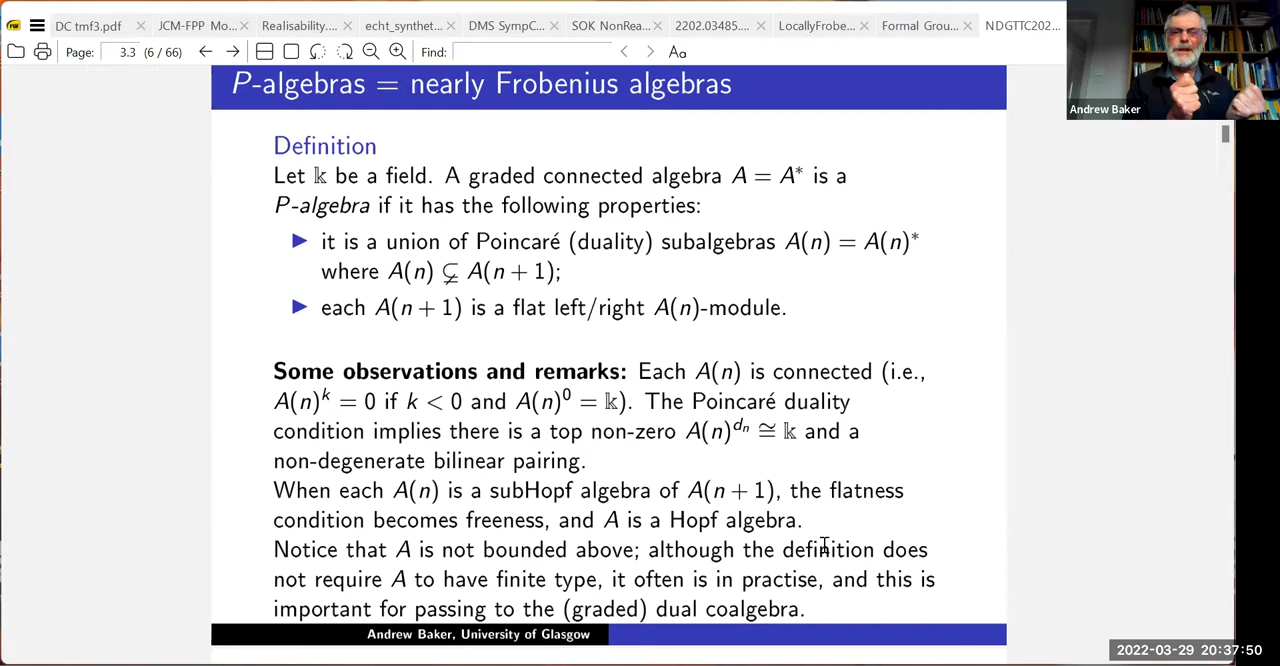 DC tmf3.pdf × JCM-FPP Mo... × Realisability.... × echt_synthet... × DMS SympC... × SOK NonRea... × 2202.03485.... × LocallyFrobe... × Formal Grou... × NDGTTC202...
Page: 3.3 (6 / 66) Find: Aa
Andrew Baker
P-algebras = nearly Frobenius algebras
Definition
Let 𝕜 be a field. A graded connected algebra A = A* is a
P-algebra if it has the following properties:
▶ it is a union of Poincaré (duality) subalgebras A(n) = A(n)*
where A(n) ⊊ A(n + 1);
▶ each A(n + 1) is a flat left/right A(n)-module.
Some observations and remarks: Each A(n) is connected (i.e.,
A(n)^k = 0 if k < 0 and A(n)^0 = 𝕜). The Poincaré duality
condition implies there is a top non-zero A(n)^{d_n} ≅ 𝕜 and a
non-degenerate bilinear pairing.
When each A(n) is a subHopf algebra of A(n + 1), the flatness
condition becomes freeness, and A is a Hopf algebra.
Notice that A is not bounded above; although the definition does
not require A to have finite type, it often is in practise, and this is
important for passing to the (graded) dual coalgebra.
Andrew Baker, University of Glasgow
2022-03-29 20:37:50